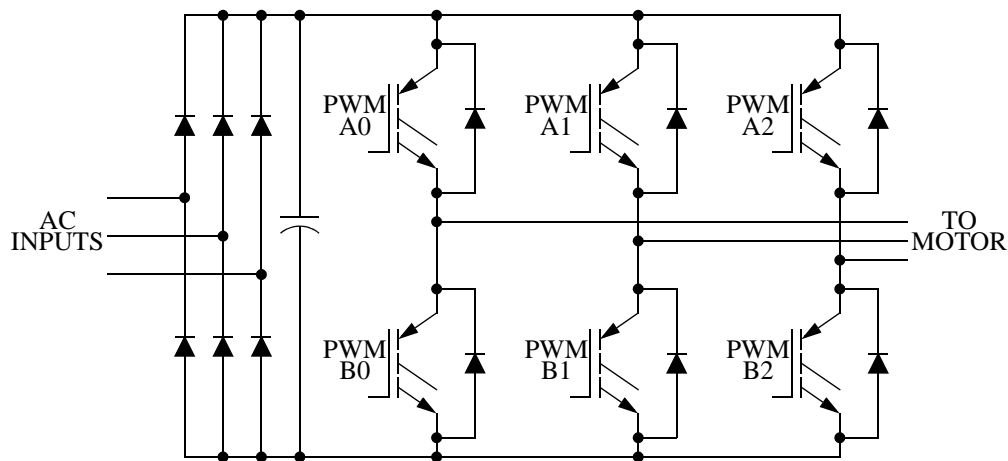 PWM
A0
PWM
A1
PWM
A2
AC
INPUTS
TO
MOTOR
PWM
B0
PWM
B1
PWM
B2